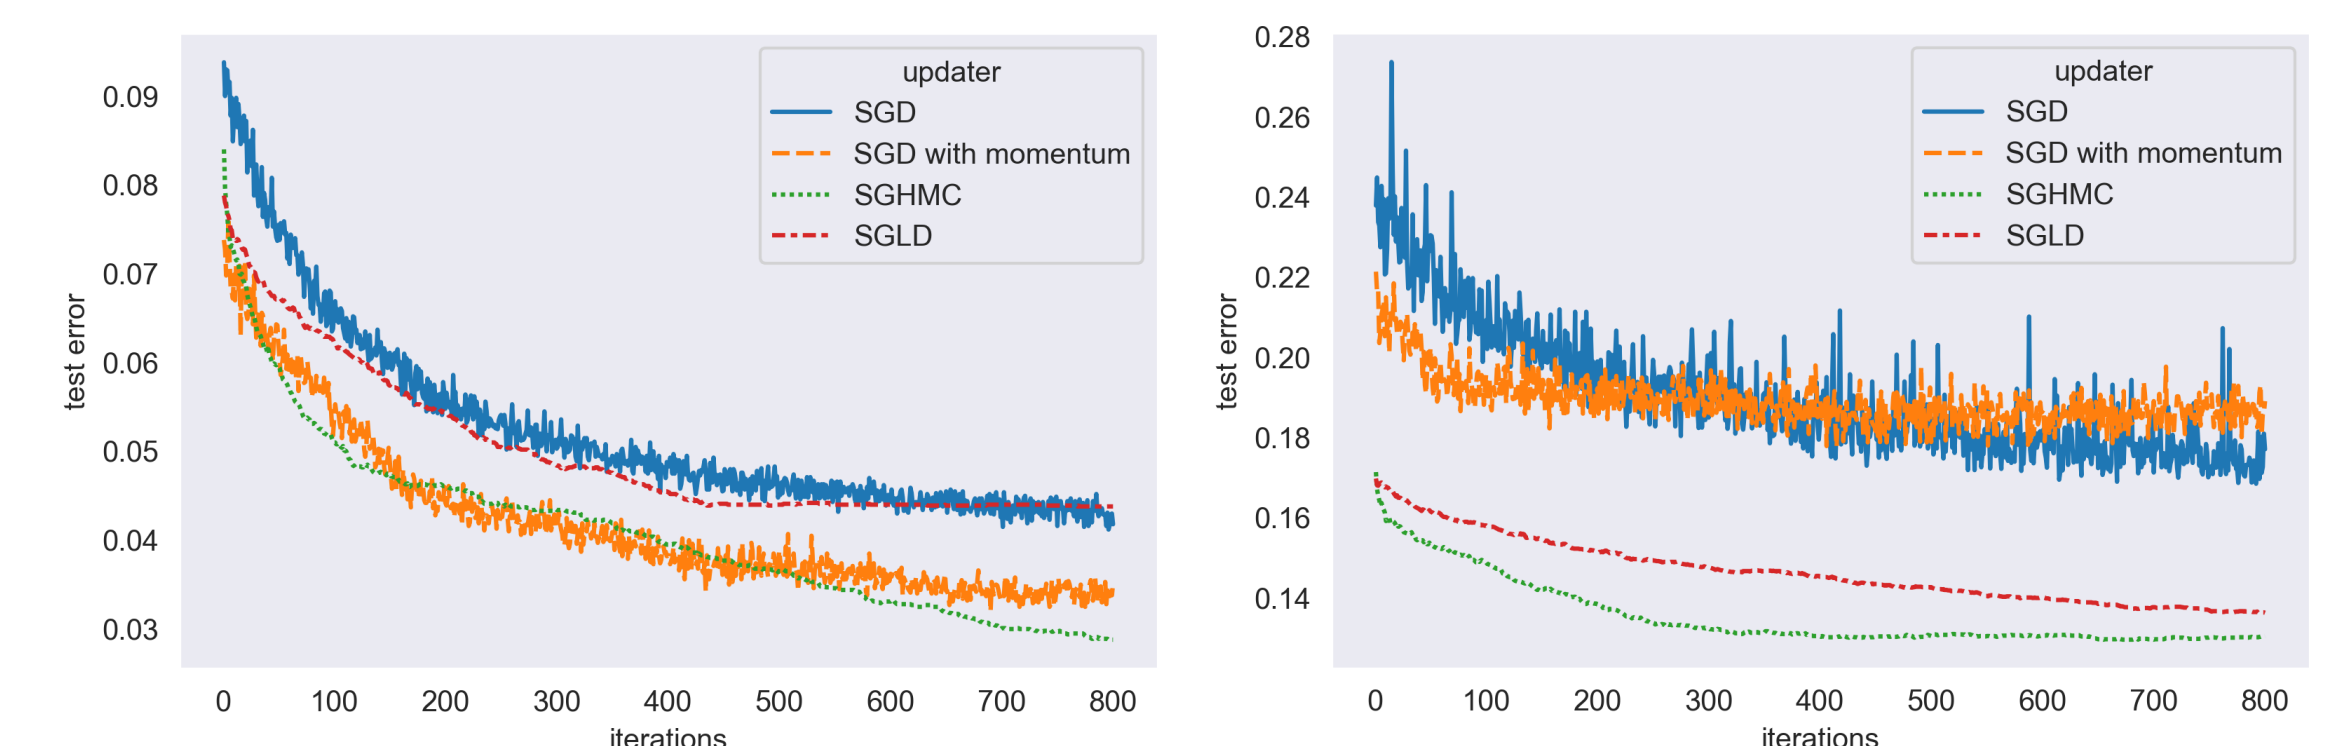 0.09
0.08
0.07
0.06
0.05
0.04
0.03
test error
updater
SGD
SGD with momentum
SGHMC
SGLD
0 100 200 300 400 500 600 700 800
iterations
0.28
0.26
0.24
0.22
0.20
0.18
0.16
0.14
test error
updater
SGD
SGD with momentum
SGHMC
SGLD
0 100 200 300 400 500 600 700 800
iterations